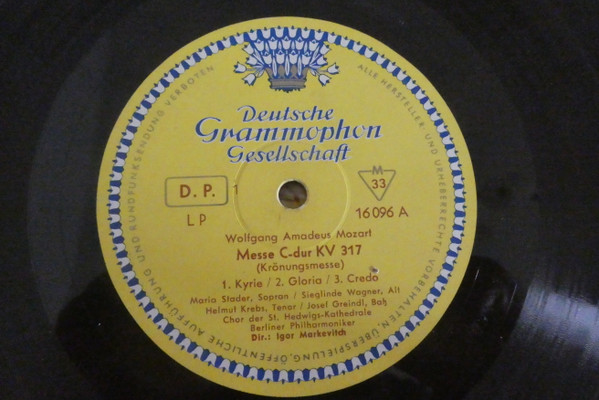 Deutsche
Grammophon
Gesellschaft
D. P. 1
LP
M
33
16096 A
Wolfgang Amadeus Mozart
Messe C-dur KV 317
(Krönungsmesse)
1. Kyrie / 2. Gloria / 3. Credo
Maria Stader, Sopran / Sieglinde Wagner, Alt
Helmut Krebs, Tenor / Josef Greindl, Baß
Chor der St. Hedwigs-Kathedrale
Berliner Philharmoniker
Dir.: Igor Markevitch
ALLE HERSTELLER- UND URHEBERRECHTE VORBEHALTEN. ÜBERSPIELUNG, ÖFFENTLICHE AUFFÜHRUNG UND RUNDFUNKSENDUNG VERBOTEN